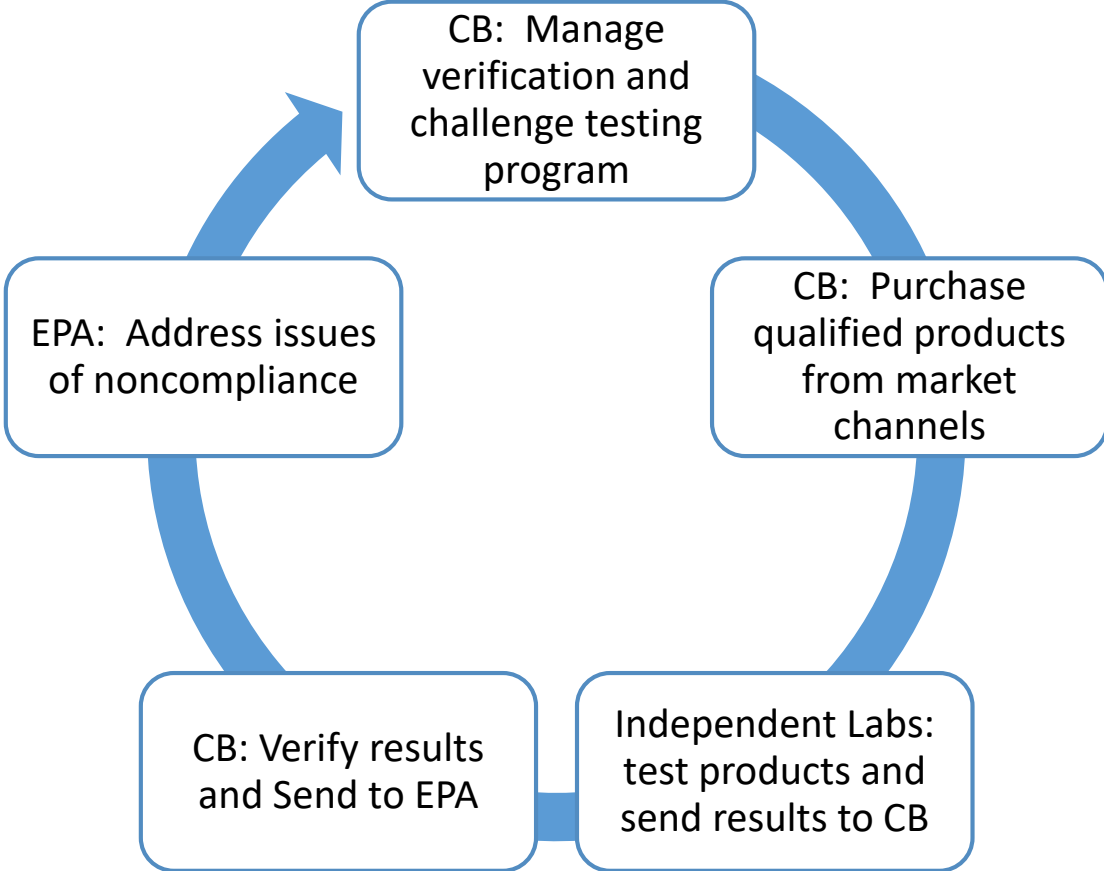 CB:  Manage
verification and
challenge testing
program
CB:  Purchase
qualified products
from market
channels
Independent Labs:
test products and
send results to CB
CB: Verify results
and Send to EPA
EPA:  Address issues
of noncompliance